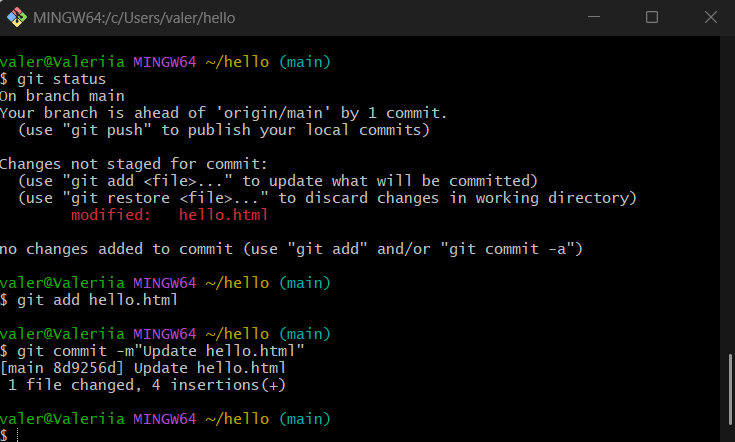 MINGW64:/c/Users/valer/hello
valer@Valeriia MINGW64 ~/hello (main)
$ git status
On branch main
Your branch is ahead of 'origin/main' by 1 commit.
  (use "git push" to publish your local commits)

Changes not staged for commit:
  (use "git add <file>..." to update what will be committed)
  (use "git restore <file>..." to discard changes in working directory)
        modified:   hello.html

no changes added to commit (use "git add" and/or "git commit -a")

valer@Valeriia MINGW64 ~/hello (main)
$ git add hello.html

valer@Valeriia MINGW64 ~/hello (main)
$ git commit -m"Update hello.html"
[main 8d9256d] Update hello.html
 1 file changed, 4 insertions(+)

valer@Valeriia MINGW64 ~/hello (main)
$